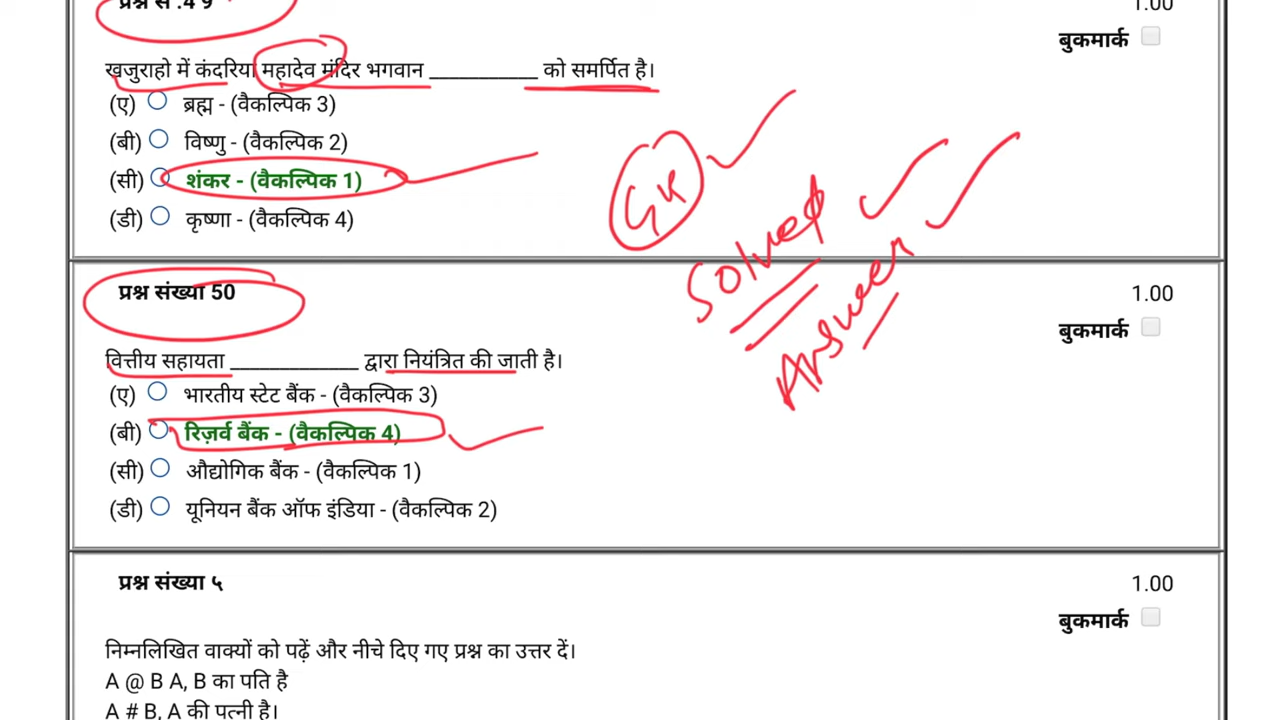 प्रश्न सं .4 9
1.00
बुकमार्क
खजुराहो में कंदरिया महादेव मंदिर भगवान ___________ को समर्पित है।
(ए) ब्रह्म - (वैकल्पिक 3)
(बी) विष्णु - (वैकल्पिक 2)
(सी) शंकर - (वैकल्पिक 1)
(डी) कृष्णा - (वैकल्पिक 4)
GK
Solved
Answer
प्रश्न संख्या 50
1.00
बुकमार्क
वित्तीय सहायता _____________ द्वारा नियंत्रित की जाती है।
(ए) भारतीय स्टेट बैंक - (वैकल्पिक 3)
(बी) रिज़र्व बैंक - (वैकल्पिक 4)
(सी) औद्योगिक बैंक - (वैकल्पिक 1)
(डी) यूनियन बैंक ऑफ इंडिया - (वैकल्पिक 2)
प्रश्न संख्या ५
1.00
बुकमार्क
निम्नलिखित वाक्यों को पढ़ें और नीचे दिए गए प्रश्न का उत्तर दें।
A @ B A, B का पति है
A # B, A की पत्नी है।